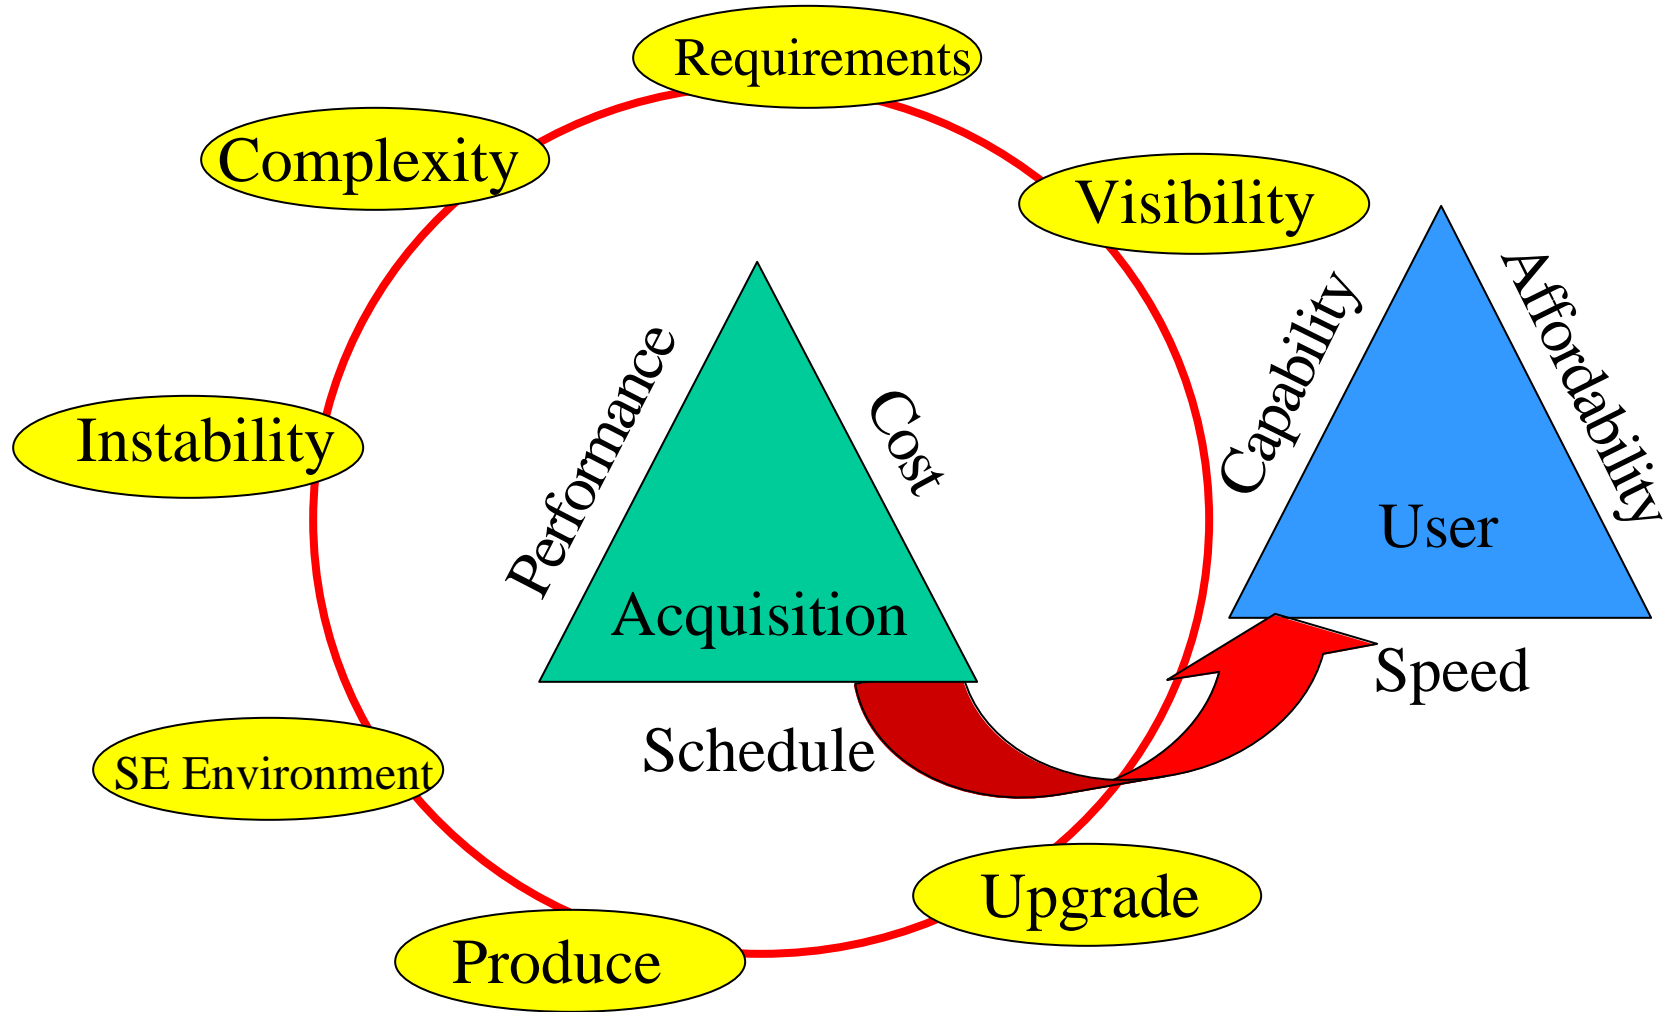 Requirements
Complexity
Visibility
Affordability
Capability
Performance
Cost
Instability
User
Acquisition
Speed
Schedule
SE Environment
Upgrade
Produce